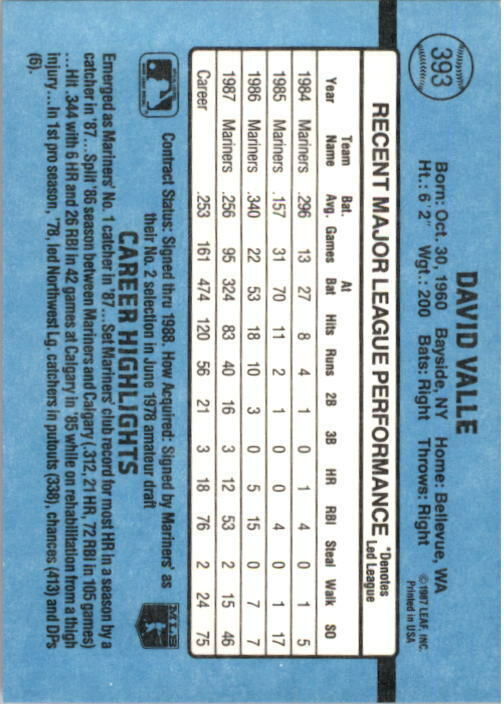 393
DAVID VALLE
Born: Oct. 30, 1960 Bayside, NY Home: Bellevue, WA
Ht.: 6' 2" Wgt.: 200 Bats: Right Throws: Right
© 1987 LEAF, INC.
Printed in USA
RECENT MAJOR LEAGUE PERFORMANCE *Denotes Led League
Year Team Name Bat. Avg. Games At Bat Hits Runs 2B 3B HR RBI Steal Walk SO
1984 Mariners .296 13 27 8 4 1 0 1 4 0 1 5
1985 Mariners .157 31 70 11 2 1 0 0 4 0 1 17
1986 Mariners .340 22 53 18 10 3 0 5 15 0 7 7
1987 Mariners .256 95 324 83 40 16 3 12 53 2 15 46
Career .253 161 474 120 56 21 3 18 76 2 24 75
Contract Status: Signed thru 1988. How Acquired: Signed by Mariners' as
their No. 2 selection in June 1978 amateur draft
MLS
CAREER HIGHLIGHTS
Emerged as Mariners' No. 1 catcher in '87...Set Mariners' club record for most HR in a season by a
catcher in '87...Split '86 season between Mariners and Calgary (.312, 21 HR, 72 RBI in 105 games)
...Hit .344 with 6 HR and 26 RBI in 42 games at Calgary in '85 while on rehabilitation from a thigh
injury...In 1st pro season, '78, led Northwest Lg. catchers in putouts (338), chances (413) and DPs
(6).